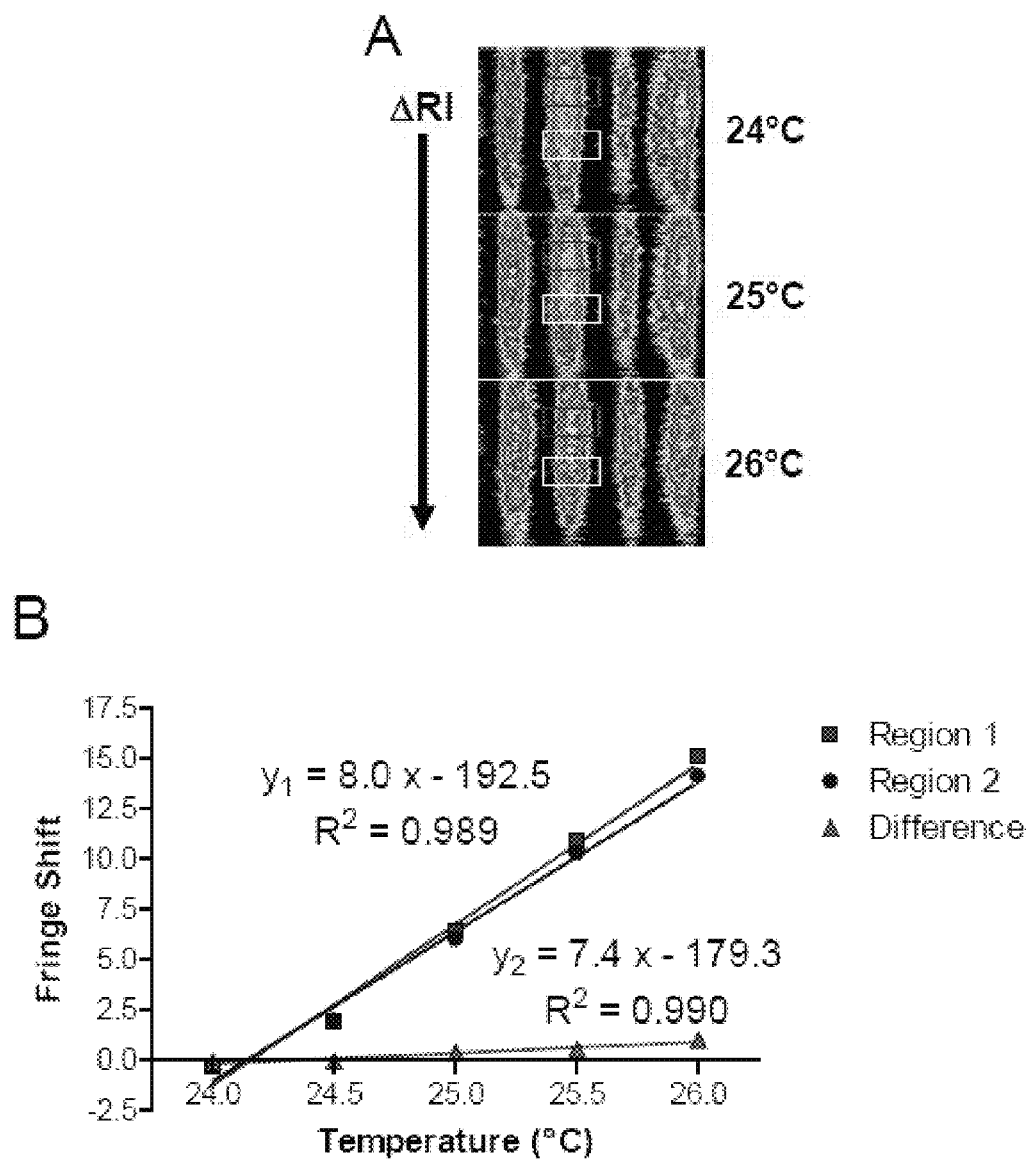 A
ΔRI
24°C
25°C
26°C
B
17.5
15.0
12.5
10.0
7.5
5.0
2.5
0.0
-2.5
Fringe Shift
y₁ = 8.0 x - 192.5
R² = 0.989
y₂ = 7.4 x - 179.3
R² = 0.990
Region 1
Region 2
Difference
24.0 24.5 25.0 25.5 26.0
Temperature (°C)